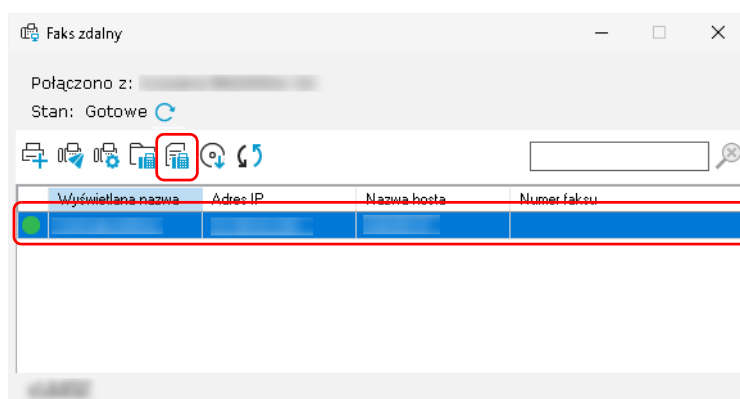 Faks zdalny
Połączono z:
Stan: Gotowe
Wyświetlana nazwa Adres IP Nazwa hosta Numer faksu